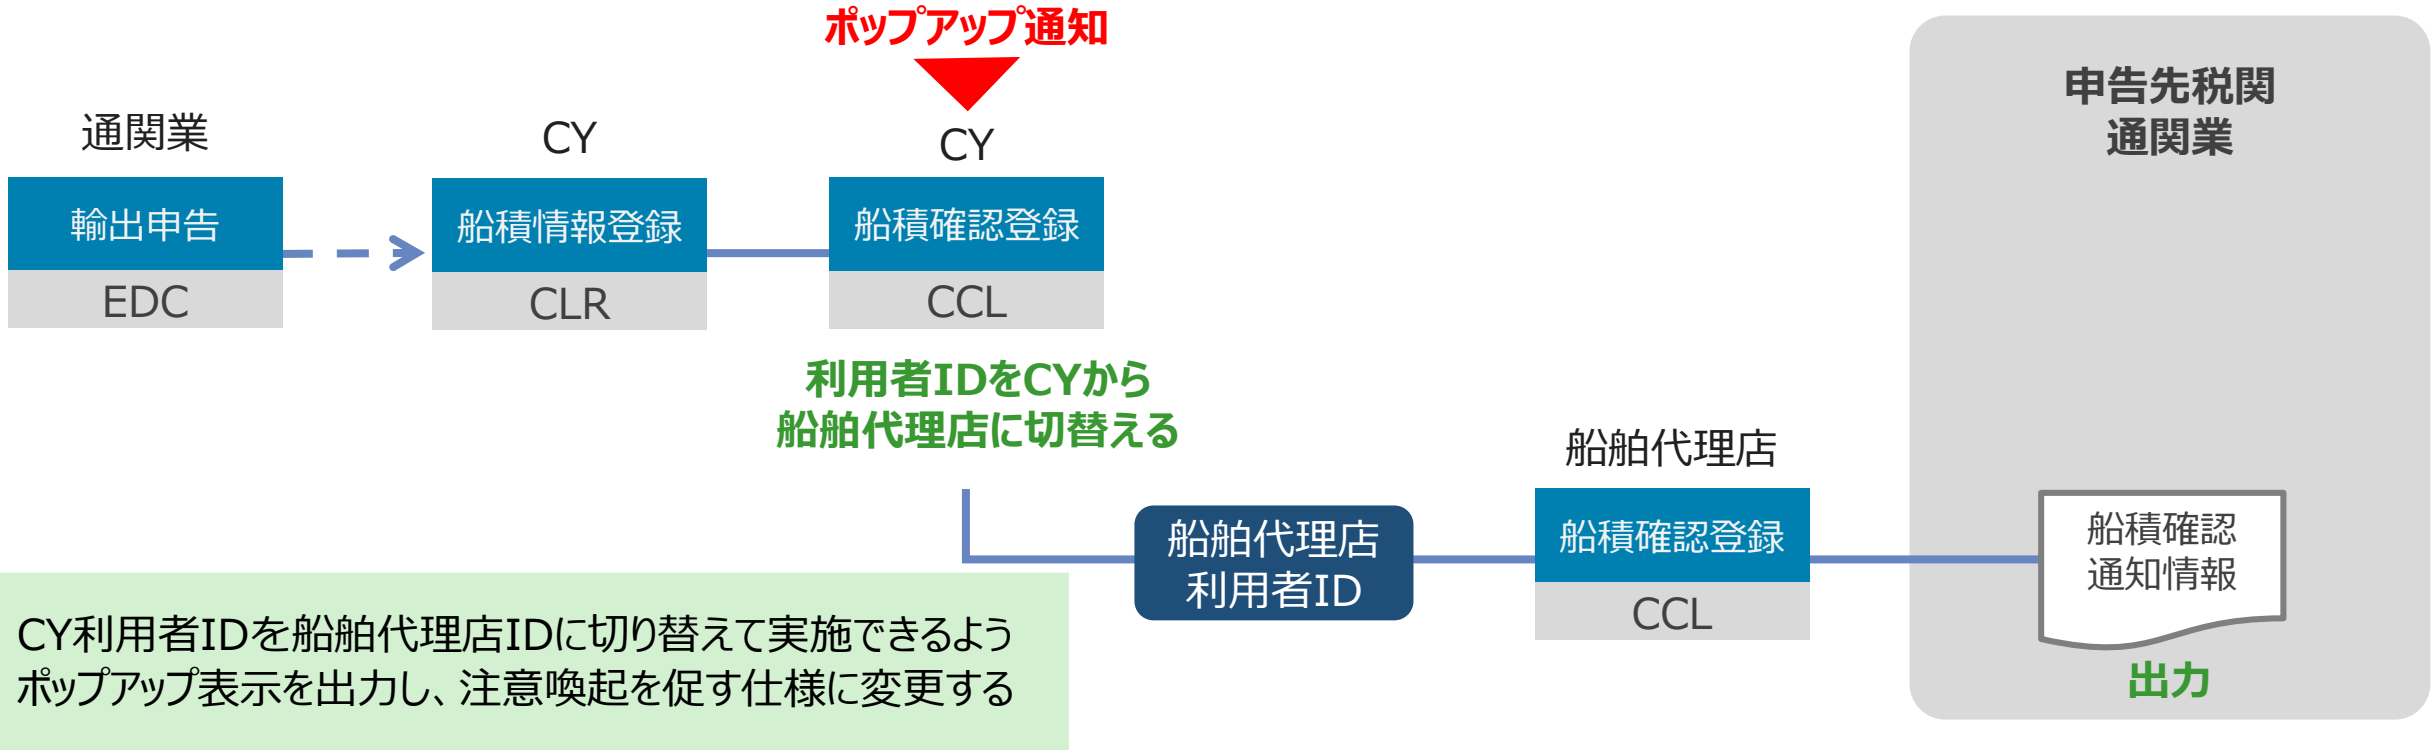 ポップアップ通知
通関業
輸出申告
EDC
CY
船積情報登録
CLR
CY
船積確認登録
CCL
利用者IDをCYから
船舶代理店に切替える
船舶代理店
利用者ID
船舶代理店
船積確認登録
CCL
申告先税関
通関業
船積確認
通知情報
出力
CY利用者IDを船舶代理店IDに切り替えて実施できるよう
ポップアップ表示を出力し、注意喚起を促す仕様に変更する